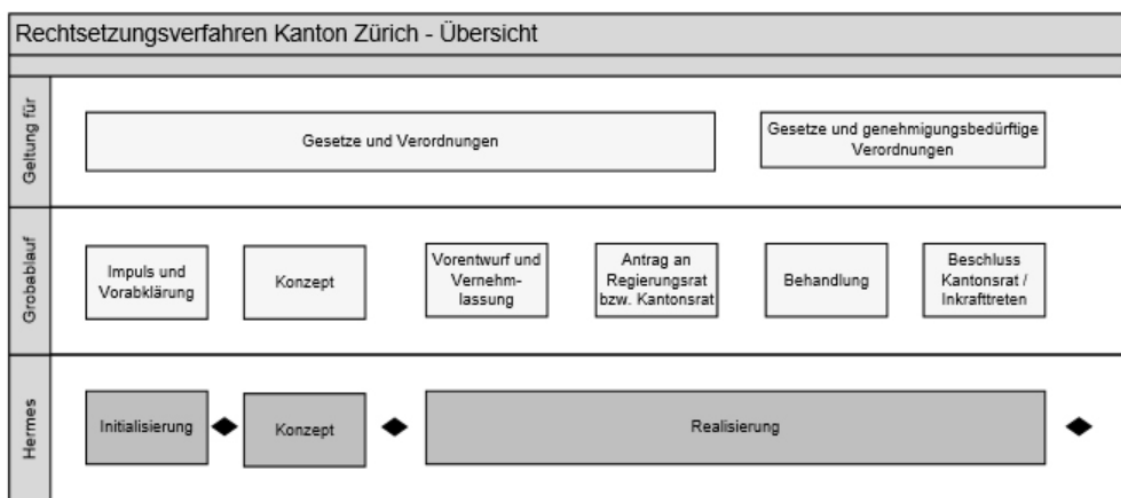 Rechtsetzungsverfahren Kanton Zürich - Übersicht
Geltung für
Gesetze und Verordnungen
Gesetze und genehmigungsbedürftige
Verordnungen
Grobablauf
Impuls und
Vorabklärung
Konzept
Vorentwurf und
Vernehm-
lassung
Antrag an
Regierungsrat
bzw. Kantonsrat
Behandlung
Beschluss
Kantonsrat /
Inkrafttreten
Hermes
Initialisierung
Konzept
Realisierung